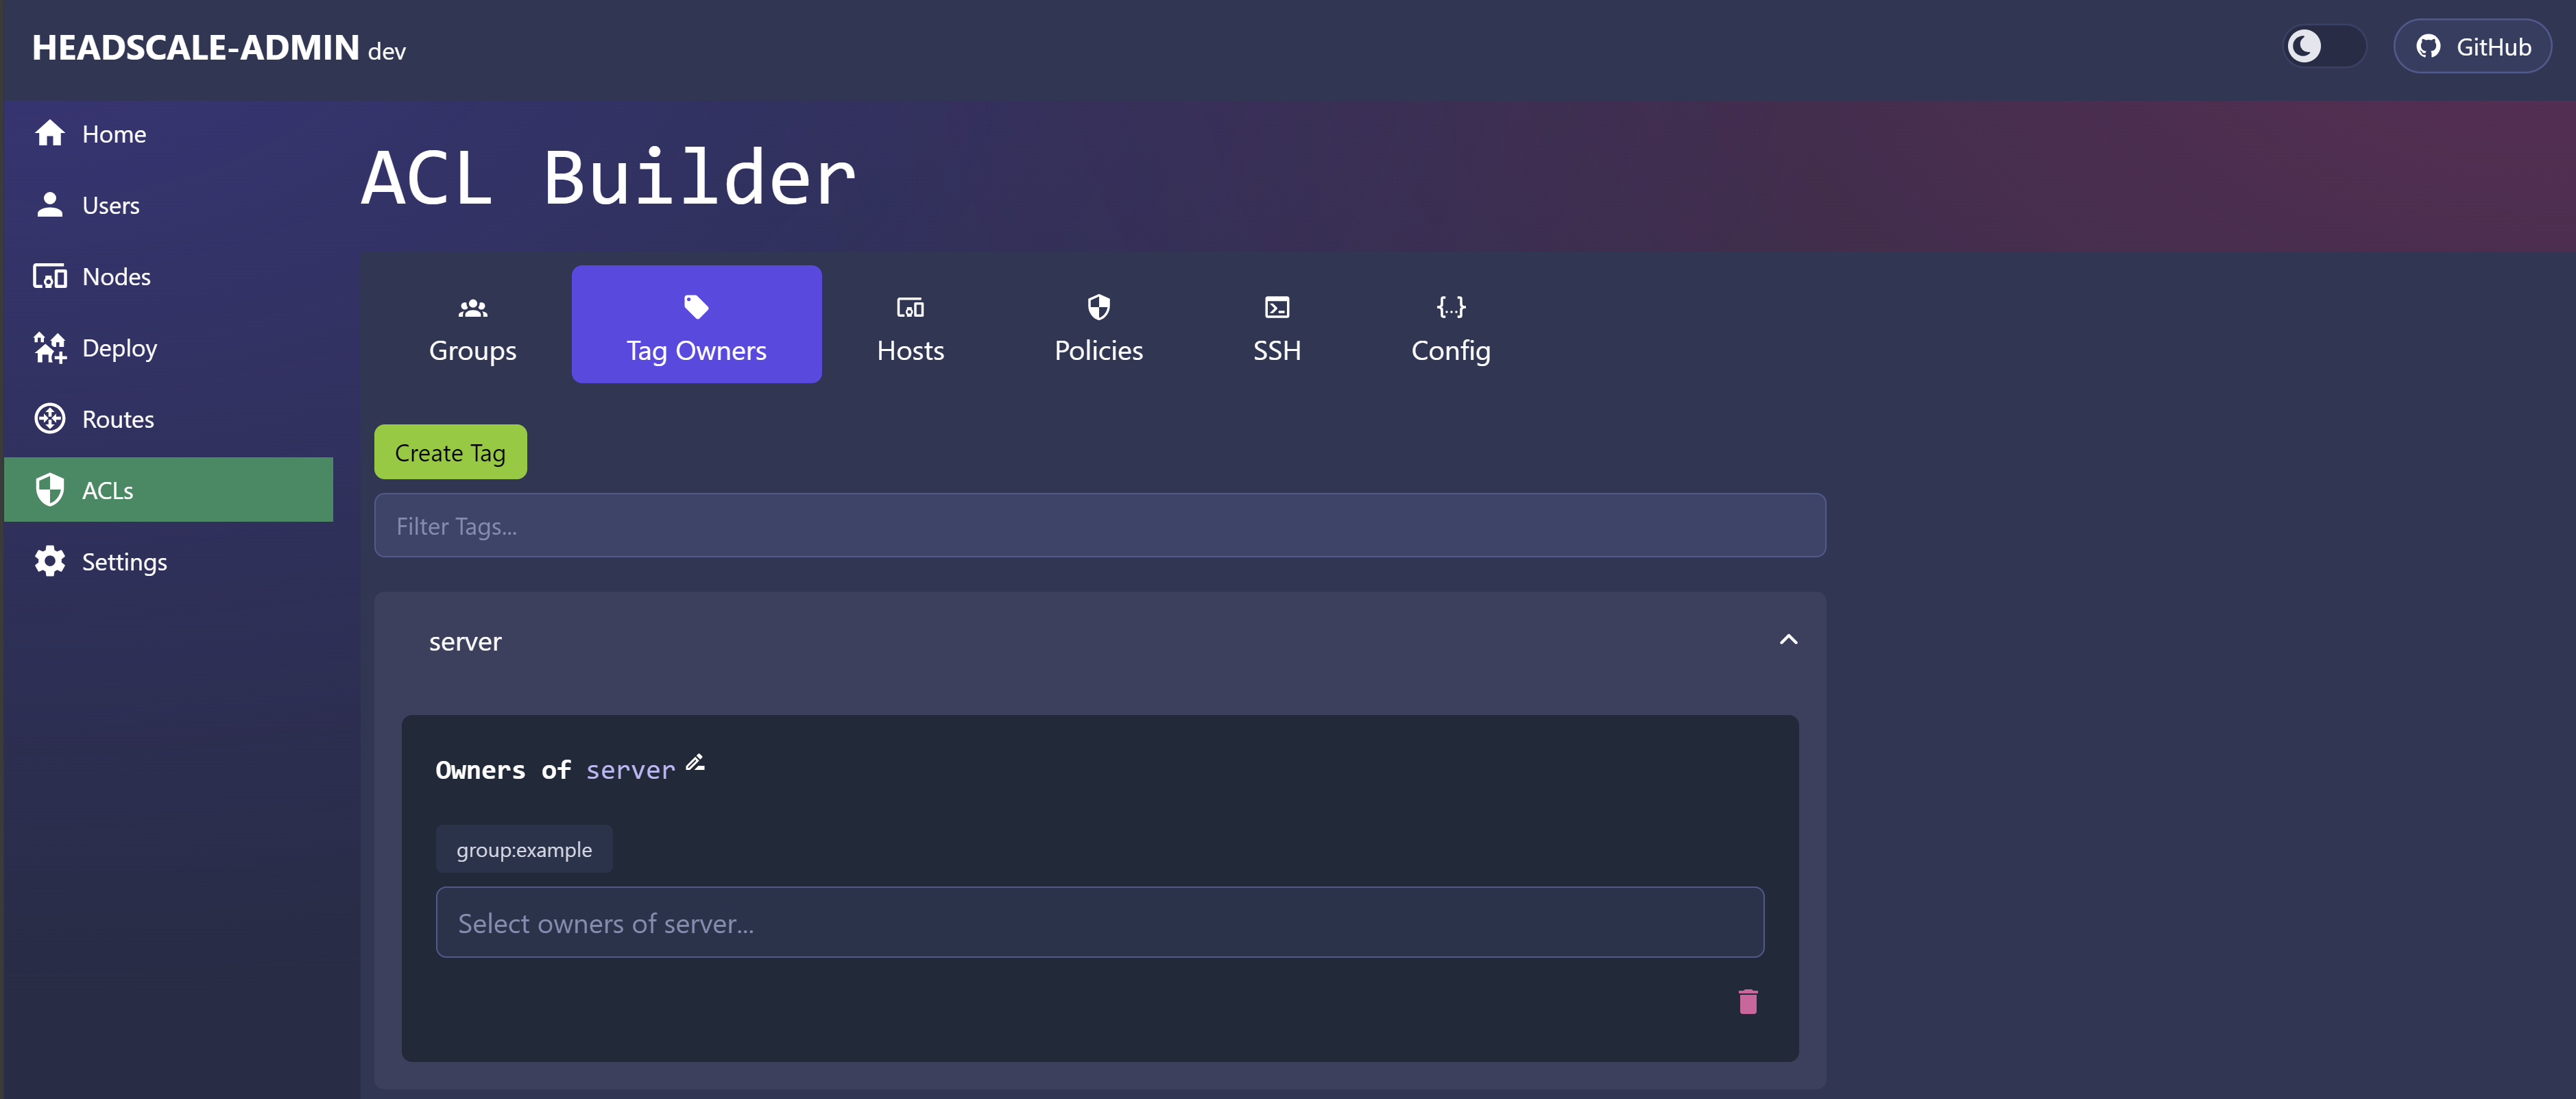 HEADSCALE-ADMIN dev
GitHub
Home
Users
Nodes
Deploy
Routes
ACLs
Settings
ACL Builder
Groups
Tag Owners
Hosts
Policies
SSH
Config
Create Tag
Filter Tags...
server
Owners of server
group:example
Select owners of server...